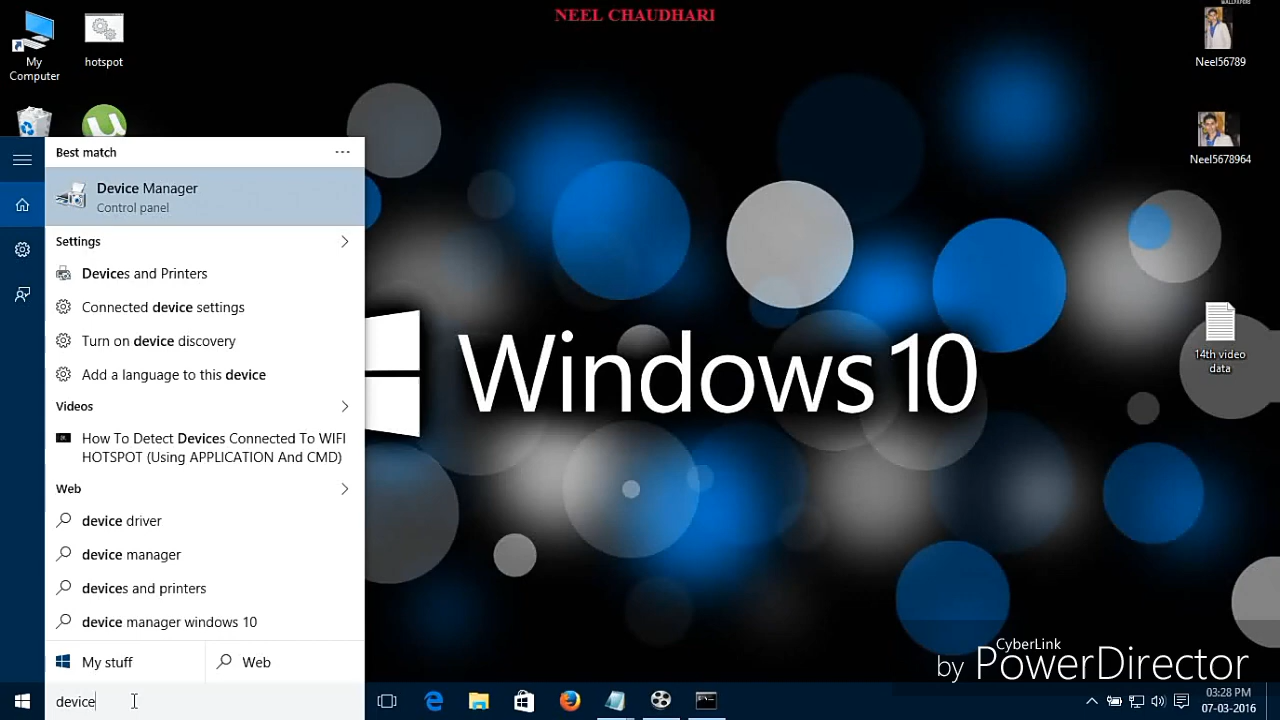 NEEL CHAUDHARI
My
Computer
hotspot
Neel56789
Neel5678964
14th video
data
Best match
Device Manager
Control panel
Settings
Devices and Printers
Connected device settings
Turn on device discovery
Add a language to this device
Videos
How To Detect Devices Connected To WIFI
HOTSPOT (Using APPLICATION And CMD)
Web
device driver
device manager
devices and printers
device manager windows 10
My stuff
Web
device
Windows 10
by CyberLink
PowerDirector
03:28 PM
07-03-2016